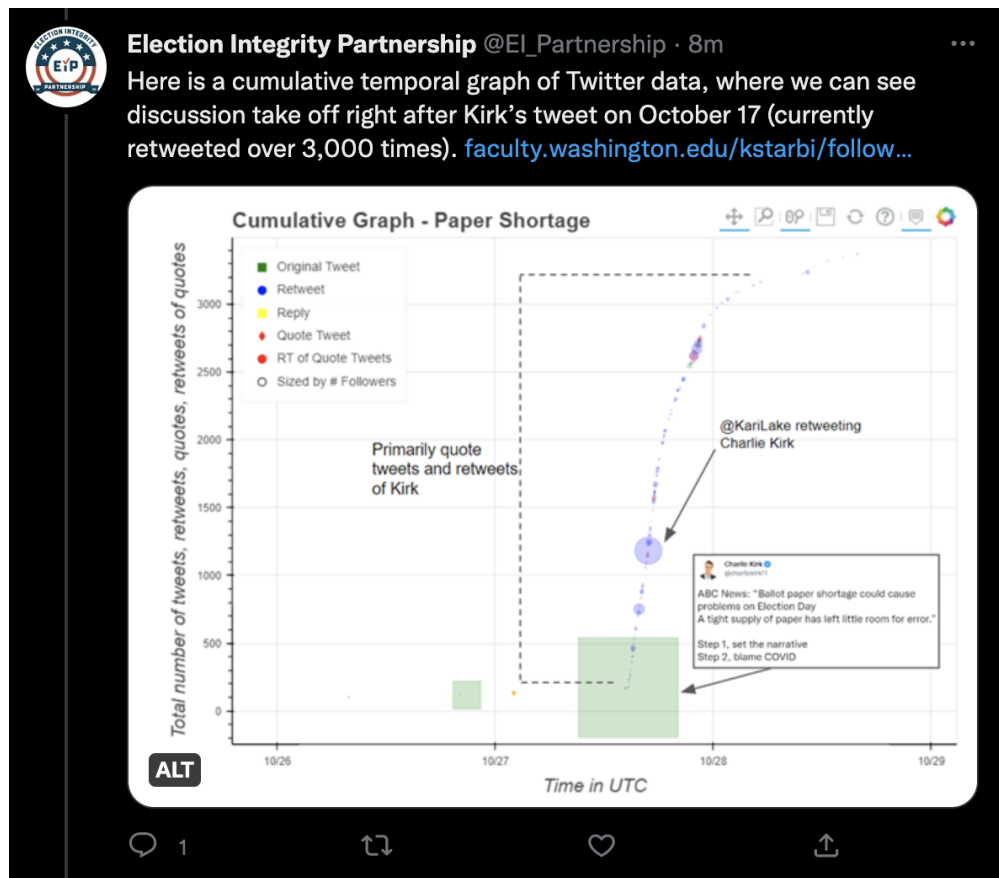 ELECTION INTEGRITY
EiP
PARTNERSHIP
Election Integrity Partnership @EI_Partnership · 8m
Here is a cumulative temporal graph of Twitter data, where we can see
discussion take off right after Kirk's tweet on October 17 (currently
retweeted over 3,000 times). faculty.washington.edu/kstarbi/follow…
Cumulative Graph - Paper Shortage
Total number of tweets, retweets, quotes, retweets of quotes
Original Tweet
Retweet
Reply
Quote Tweet
RT of Quote Tweets
Sized by # Followers
3000
2500
2000
1500
1000
500
0
Primarily quote
tweets and retweets
of Kirk
@KariLake retweeting
Charlie Kirk
Charlie Kirk
@charliekirk11
ABC News: "Ballot paper shortage could cause
problems on Election Day
A tight supply of paper has left little room for error."
Step 1, set the narrative
Step 2, blame COVID
10/26
10/27
10/28
10/29
Time in UTC
ALT
1